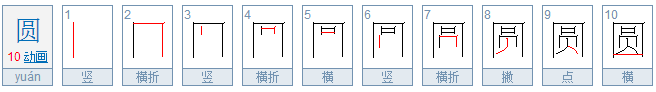 圆 1 2 3 4 5 6 7 8 9 10
10 动画
yuán 竖 横折 竖 横折 横 竖 横折 撇 点 横